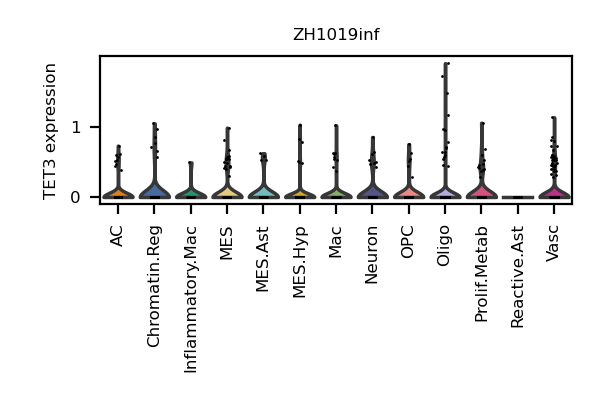 ZH1019inf
TET3 expression
1
0
AC
Chromatin.Reg
Inflammatory.Mac
MES
MES.Ast
MES.Hyp
Mac
Neuron
OPC
Oligo
Prolif.Metab
Reactive.Ast
Vasc